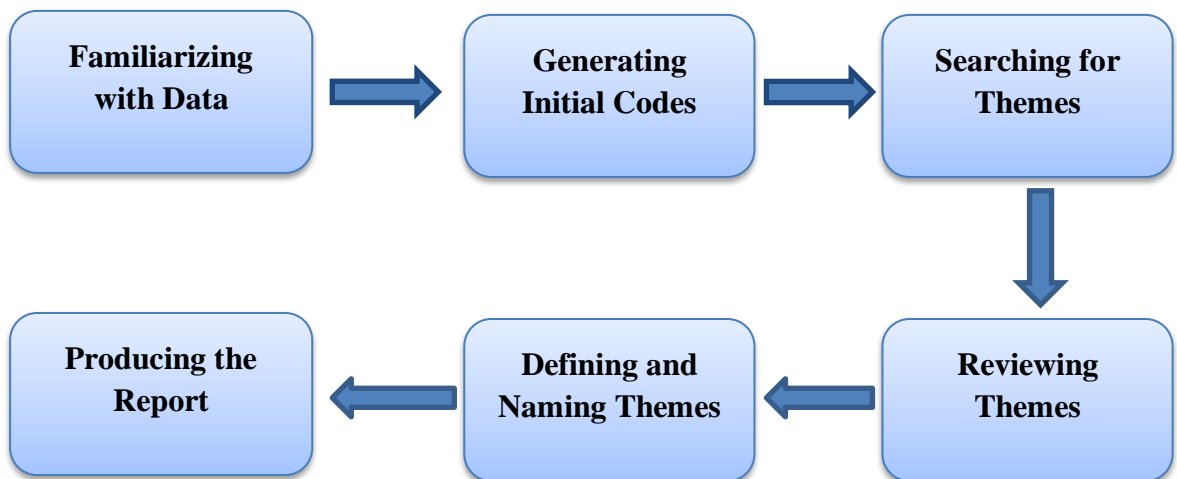 Familiarizing
with Data
Generating
Initial Codes
Searching for
Themes
Reviewing
Themes
Defining and
Naming Themes
Producing the
Report